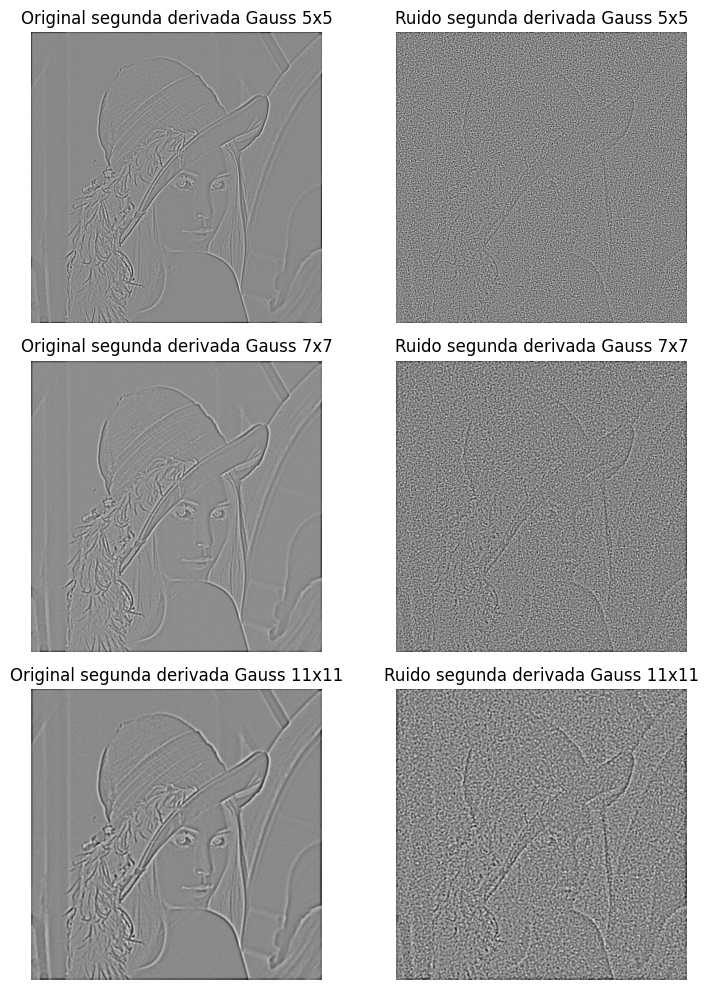 Original segunda derivada Gauss 5x5
Ruido segunda derivada Gauss 5x5
Original segunda derivada Gauss 7x7
Ruido segunda derivada Gauss 7x7
Original segunda derivada Gauss 11x11
Ruido segunda derivada Gauss 11x11